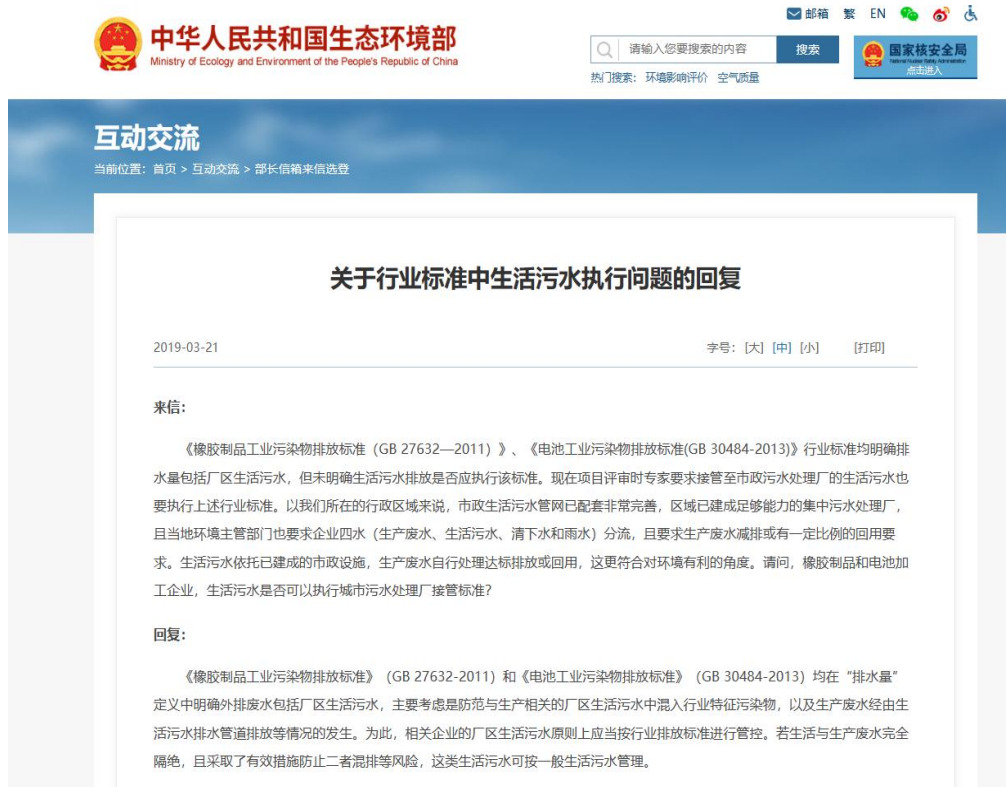 邮箱 繁 EN
中华人民共和国生态环境部
Ministry of Ecology and Environment of the People's Republic of China
请输入您要搜索的内容 搜索
国家核安全局
National Nuclear Safety Administration
点击进入
热门搜索: 环境影响评价 空气质量
互动交流
当前位置: 首页 > 互动交流 > 部长信箱来信选登
关于行业标准中生活污水执行问题的回复
2019-03-21 字号: [大] [中] [小] [打印]
来信:
《橡胶制品工业污染物排放标准（GB 27632—2011）》、《电池工业污染物排放标准(GB 30484-2013)》行业标准均明确排
水量包括厂区生活污水，但未明确生活污水排放是否应执行该标准。现在项目评审时专家要求接管至市政污水处理厂的生活污水也
要执行上述行业标准。以我们所在的行政区域来说，市政生活污水管网已配套非常完善，区域已建成足够能力的集中污水处理厂，
且当地环境主管部门也要求企业四水（生产废水、生活污水、清下水和雨水）分流，且要求生产废水减排或有一定比例的回用要
求。生活污水依托已建成的市政设施，生产废水自行处理达标排放或回用，这更符合对环境有利的角度。请问，橡胶制品和电池加
工企业，生活污水是否可以执行城市污水处理厂接管标准?
回复:
《橡胶制品工业污染物排放标准》（GB 27632-2011）和《电池工业污染物排放标准》（GB 30484-2013）均在“排水量”
定义中明确外排废水包括厂区生活污水，主要考虑是防范与生产相关的厂区生活污水中混入行业特征污染物，以及生产废水经由生
活污水排水管道排放等情况的发生。为此，相关企业的厂区生活污水原则上应当按行业排放标准进行管控。若生活与生产废水完全
隔绝，且采取了有效措施防止二者混排等风险，这类生活污水可按一般生活污水管理。